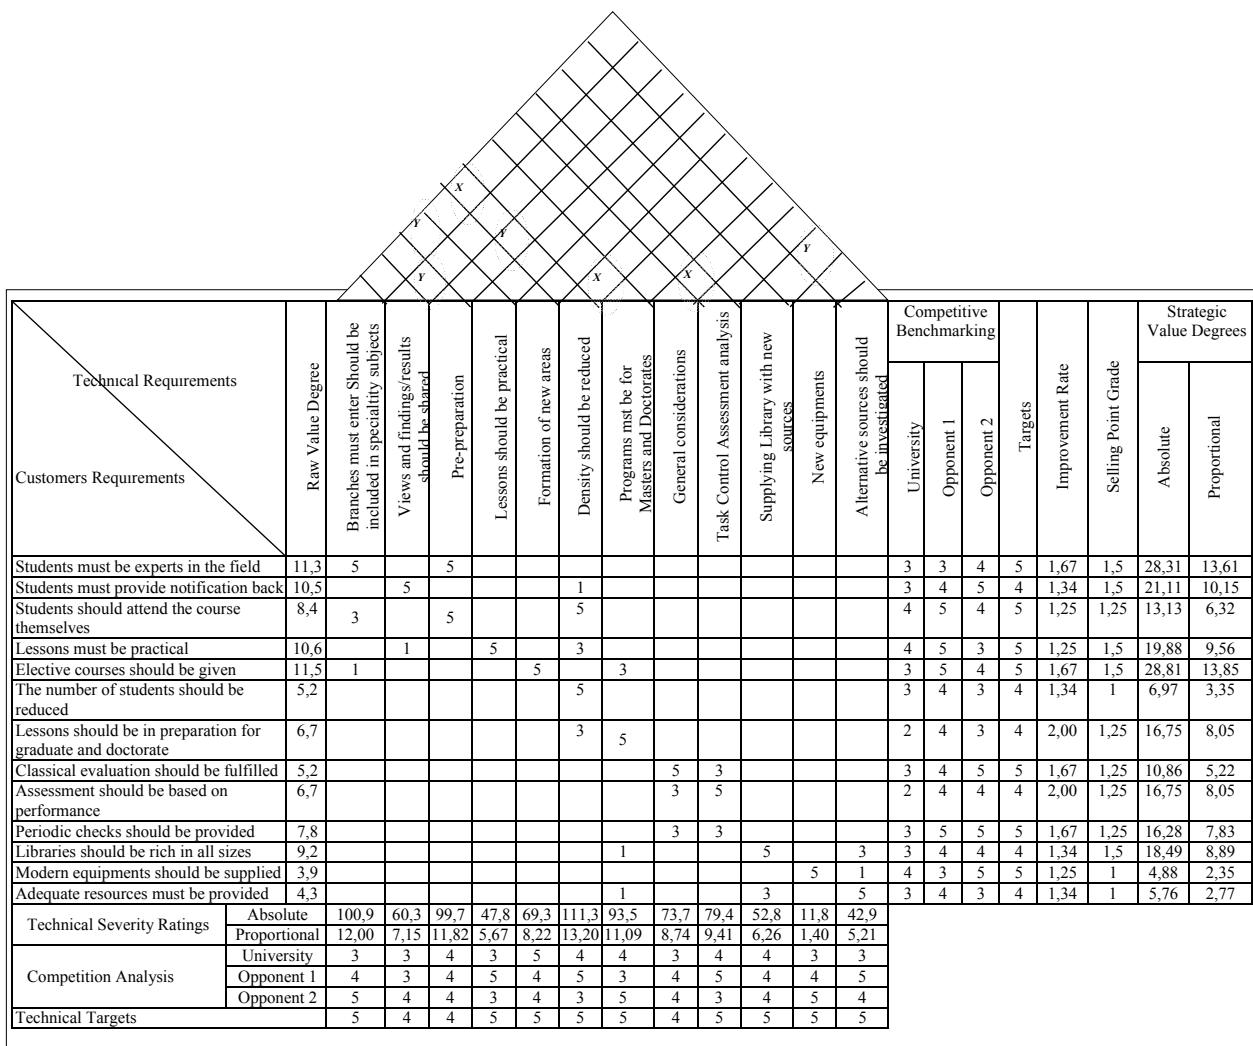 X
Y
Y
Y
Y
X
X
Technical Requirements
Customers Requirements
Raw Value Degree
Branches must enter Should be
included in specialtiy subjects
Views and findings/results
should be shared
Pre-preparation
Lessons should be practical
Formation of new areas
Density should be reduced
Programs must be for
Masters and Doctorates
General considerations
Task Control Assessment analysis
Supplying Library with new
sources
New equipments
Alternative sources should
be investigated
Competitive
Benchmarking
University
Opponent 1
Opponent 2
Targets
Improvement Rate
Selling Point Grade
Strategic
Value Degrees
Absolute
Proportional
Students must be experts in the field 11,3 5 5 3 3 4 5 1,67 1,5 28,31 13,61
Students must provide notification back 10,5 5 1 3 4 5 4 1,34 1,5 21,11 10,15
Students should attend the course
themselves 8,4 3 5 5 4 5 4 5 1,25 1,25 13,13 6,32
Lessons must be practical 10,6 1 5 3 4 5 3 5 1,25 1,5 19,88 9,56
Elective courses should be given 11,5 1 5 3 3 5 4 5 1,67 1,5 28,81 13,85
The number of students should be
reduced 5,2 5 3 4 3 4 1,34 1 6,97 3,35
Lessons should be in preparation for
graduate and doctorate 6,7 3 5 2 4 3 4 2,00 1,25 16,75 8,05
Classical evaluation should be fulfilled 5,2 5 3 3 4 5 5 1,67 1,25 10,86 5,22
Assessment should be based on
performance 6,7 3 5 2 4 4 4 2,00 1,25 16,75 8,05
Periodic checks should be provided 7,8 3 3 3 5 5 5 1,67 1,25 16,28 7,83
Libraries should be rich in all sizes 9,2 1 5 3 3 4 4 4 1,34 1,5 18,49 8,89
Modern equipments should be supplied 3,9 5 1 4 3 5 5 1,25 1 4,88 2,35
Adequate resources must be provided 4,3 1 3 5 3 4 3 4 1,34 1 5,76 2,77
Technical Severity Ratings
Absolute 100,9 60,3 99,7 47,8 69,3 111,3 93,5 73,7 79,4 52,8 11,8 42,9
Proportional 12,00 7,15 11,82 5,67 8,22 13,20 11,09 8,74 9,41 6,26 1,40 5,21
Competition Analysis
University 3 3 4 3 5 4 4 3 4 4 3 3
Opponent 1 4 3 4 5 4 5 3 4 5 4 4 5
Opponent 2 5 4 4 3 4 3 5 4 3 4 5 4
Technical Targets 5 4 4 5 5 5 5 4 5 5 5 5